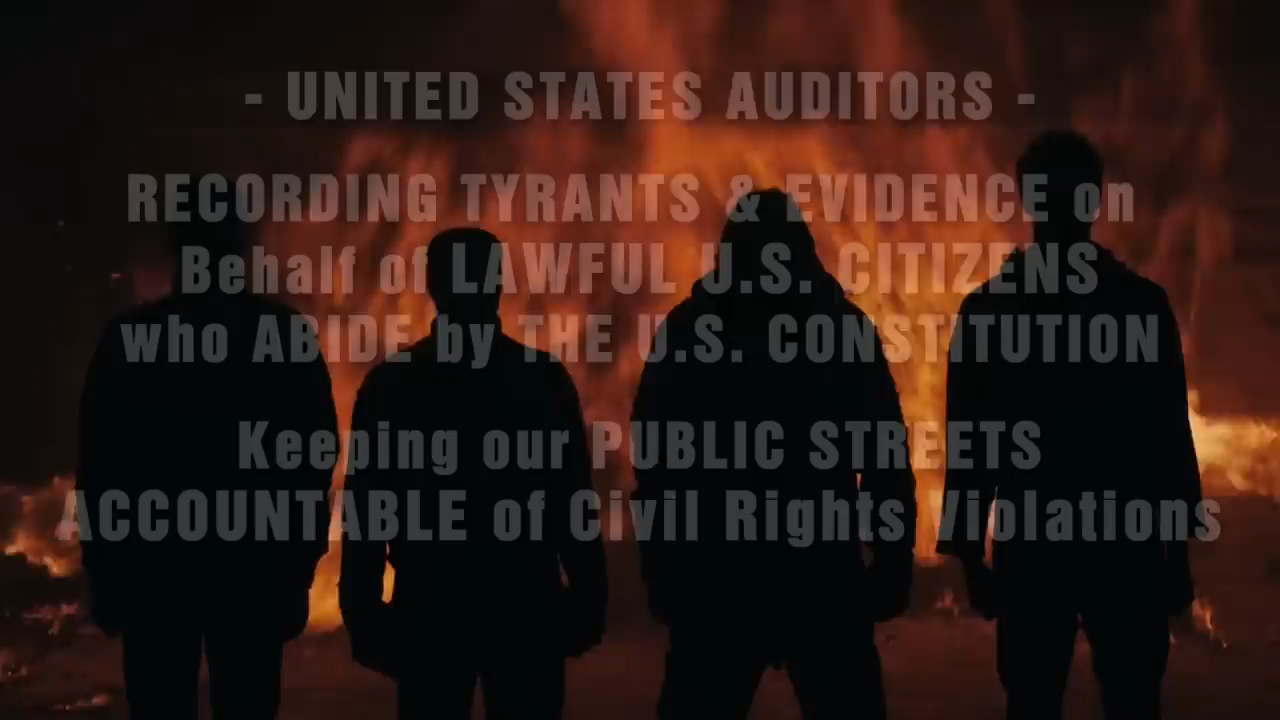 - UNITED STATES AUDITORS -
RECORDING TYRANTS & EVIDENCE on
Behalf of LAWFUL U.S. CITIZENS
who ABIDE by THE U.S. CONSTITUTION
Keeping our PUBLIC STREETS
ACCOUNTABLE of Civil Rights Violations